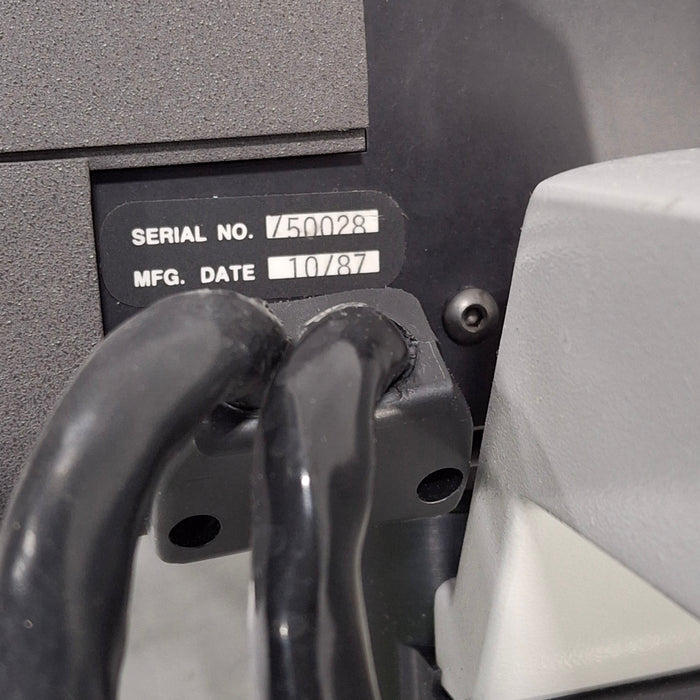 SERIAL NO. /50028
MFG. DATE 10/87